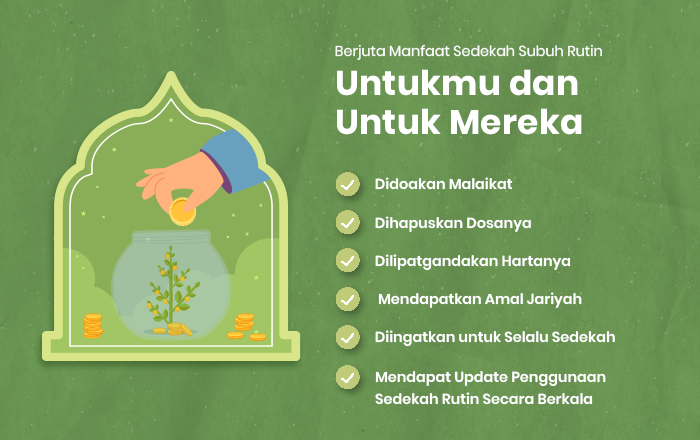 Berjuta Manfaat Sedekah Subuh Rutin
Untukmu dan
Untuk Mereka
Didoakan Malaikat
Dihapuskan Dosanya
Dilipatgandakan Hartanya
Mendapatkan Amal Jariyah
Diingatkan untuk Selalu Sedekah
Mendapat Update Penggunaan
Sedekah Rutin Secara Berkala